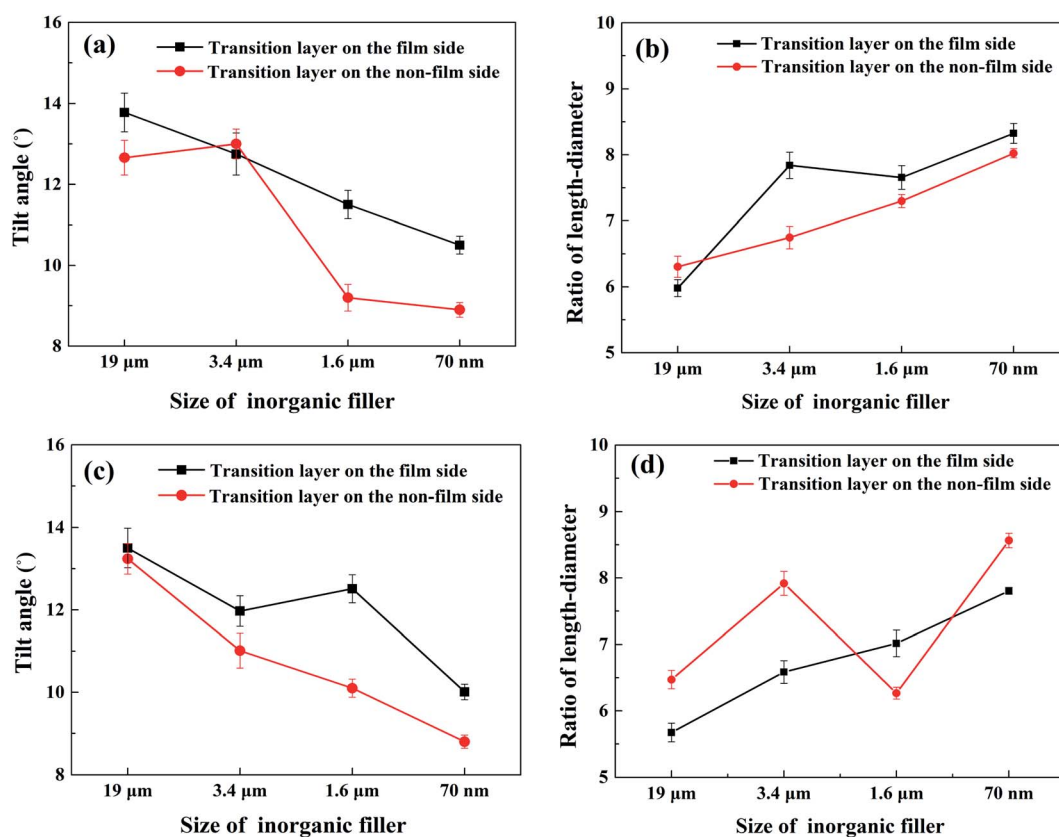 (a)
Transition layer on the film side
Transition layer on the non-film side
Tilt angle (°)
16
14
12
10
8
19 μm 3.4 μm 1.6 μm 70 nm
Size of inorganic filler
(b)
Transition layer on the film side
Transition layer on the non-film side
Ratio of length-diameter
10
9
8
7
6
5
19 μm 3.4 μm 1.6 μm 70 nm
Size of inorganic filler
(c)
Transition layer on the film side
Transition layer on the non-film side
Tilt angle (°)
16
14
12
10
8
19 μm 3.4 μm 1.6 μm 70 nm
Size of inorganic filler
(d)
Transition layer on the film side
Transition layer on the non-film side
Ratio of length-diameter
10
9
8
7
6
5
19 μm 3.4 μm 1.6 μm 70 nm
Size of inorganic filler